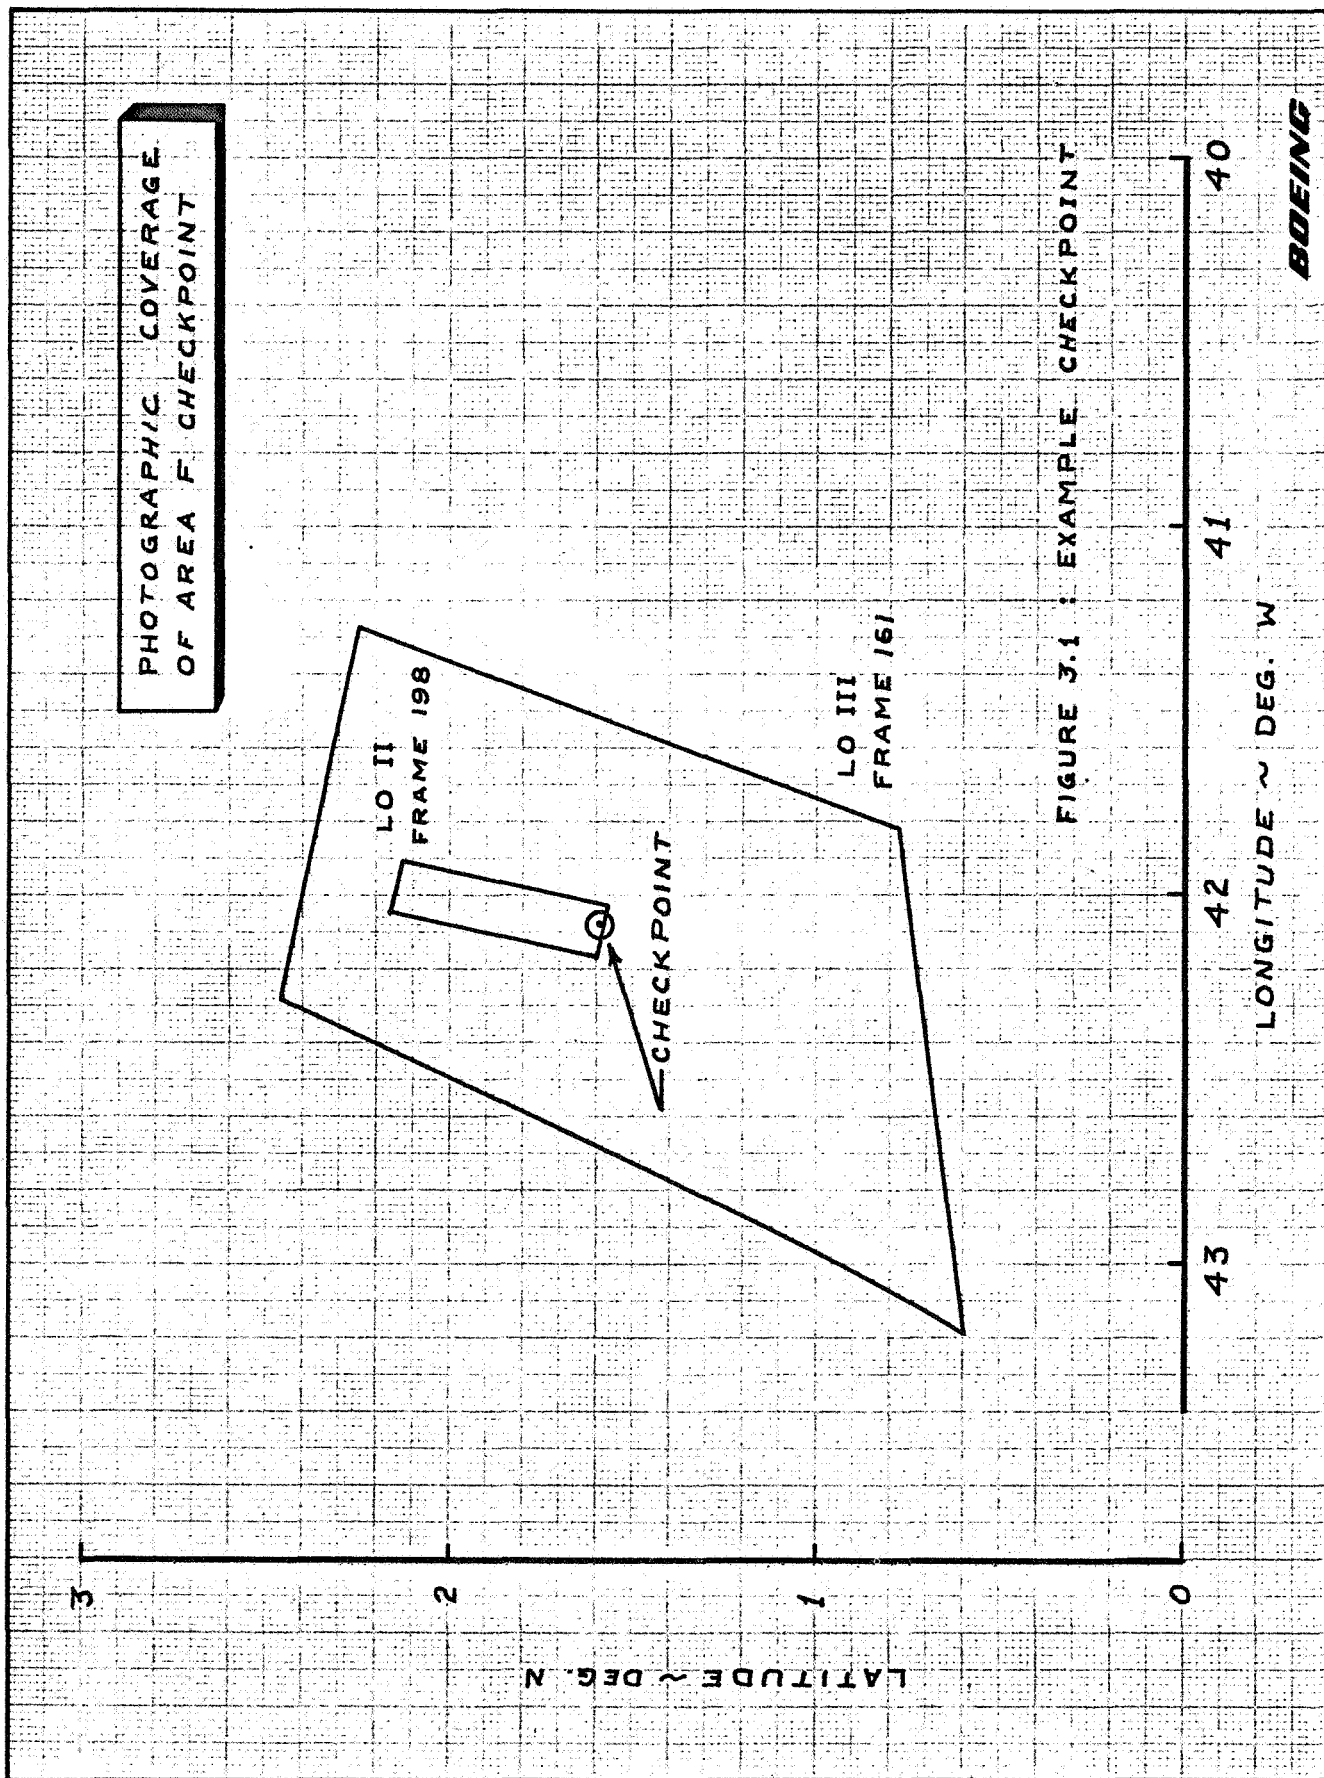 PHOTOGRAPHIC COVERAGE
OF AREA F CHECKPOINT
3
2
1
0
LATITUDE ~ DEG. N
LO II
FRAME 198
CHECKPOINT
LO III
FRAME 161
FIGURE 3.1 : EXAMPLE CHECKPOINT
43
42
41
40
LONGITUDE ~ DEG. W
BOEING